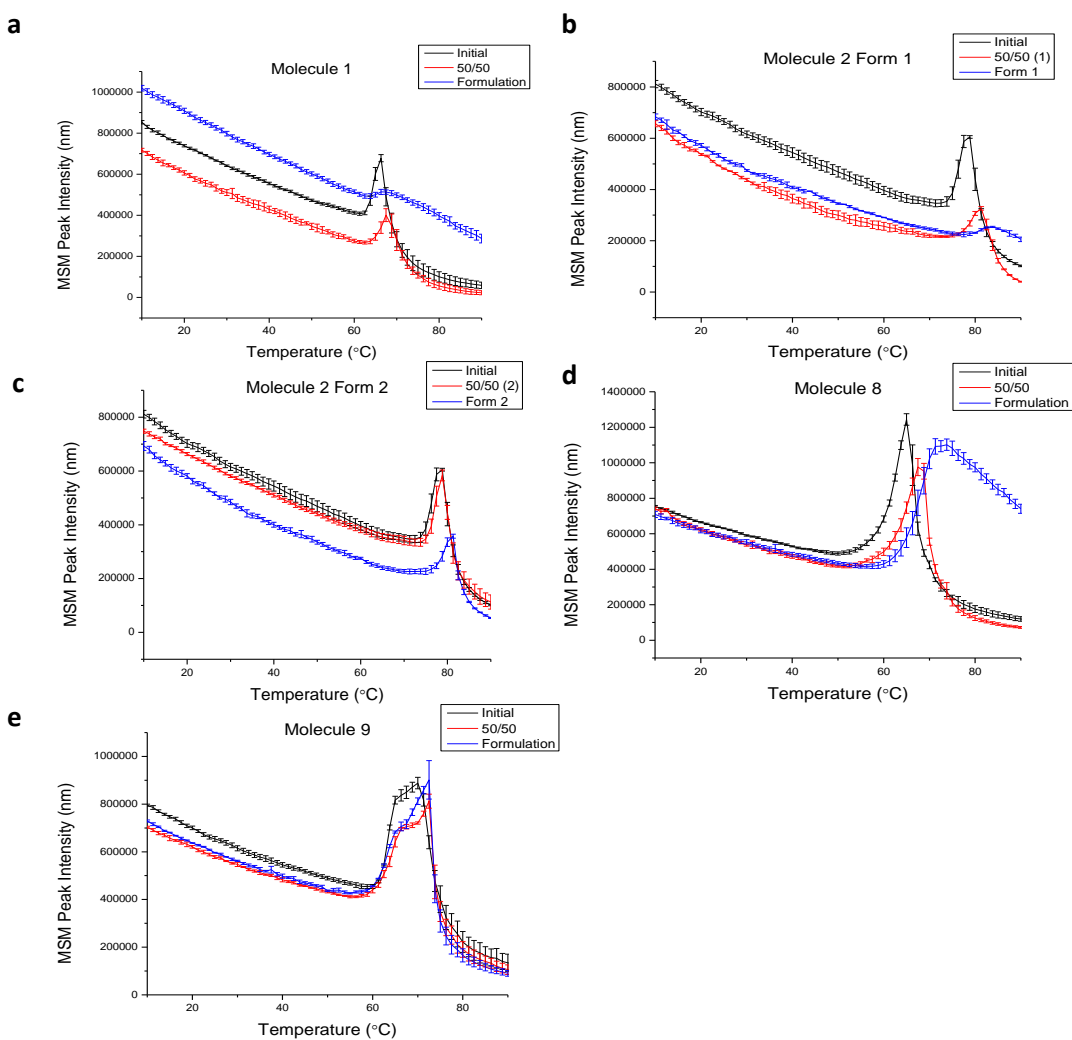 a
Molecule 1
Initial
50/50
Formulation
MSM Peak Intensity (nm)
1000000
800000
600000
400000
200000
0
20 40 60 80
Temperature (°C)
b
Molecule 2 Form 1
Initial
50/50 (1)
Form 1
MSM Peak Intensity (nm)
800000
600000
400000
200000
0
20 40 60 80
Temperature (°C)
c
Molecule 2 Form 2
Initial
50/50 (2)
Form 2
MSM Peak Intensity (nm)
800000
600000
400000
200000
0
20 40 60 80
Temperature (°C)
d
Molecule 8
Initial
50/50
Formulation
MSM Peak Intensity (nm)
1400000
1200000
1000000
800000
600000
400000
200000
0
20 40 60 80
Temperature (°C)
e
Molecule 9
Initial
50/50
Formulation
MSM Peak Intensity (nm)
1000000
800000
600000
400000
200000
0
20 40 60 80
Temperature (°C)